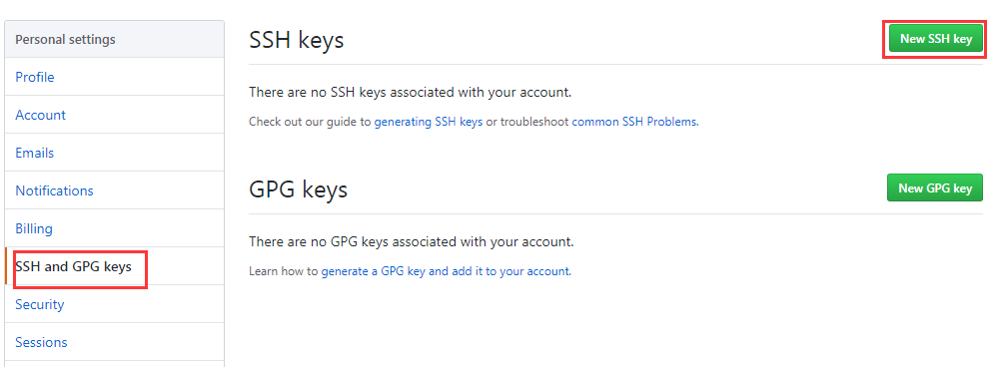 Personal settings
Profile
Account
Emails
Notifications
Billing
SSH and GPG keys
Security
Sessions
SSH keys
New SSH key
There are no SSH keys associated with your account.
Check out our guide to generating SSH keys or troubleshoot common SSH Problems.
GPG keys
New GPG key
There are no GPG keys associated with your account.
Learn how to generate a GPG key and add it to your account.